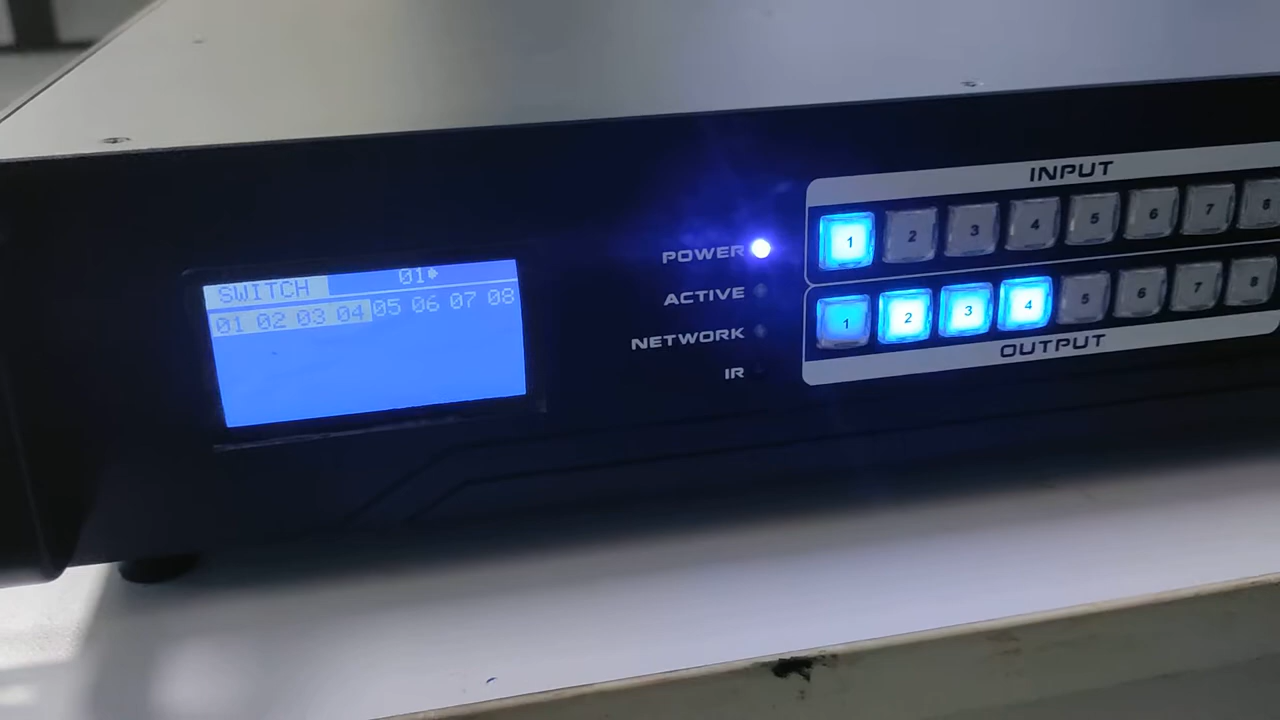 SWITCH 01
01 02 03 04 05 06 07 08
POWER
ACTIVE
NETWORK
IR
INPUT
1 2 3 4 5 6 7 8
1 2 3 4 5 6 7 8
OUTPUT